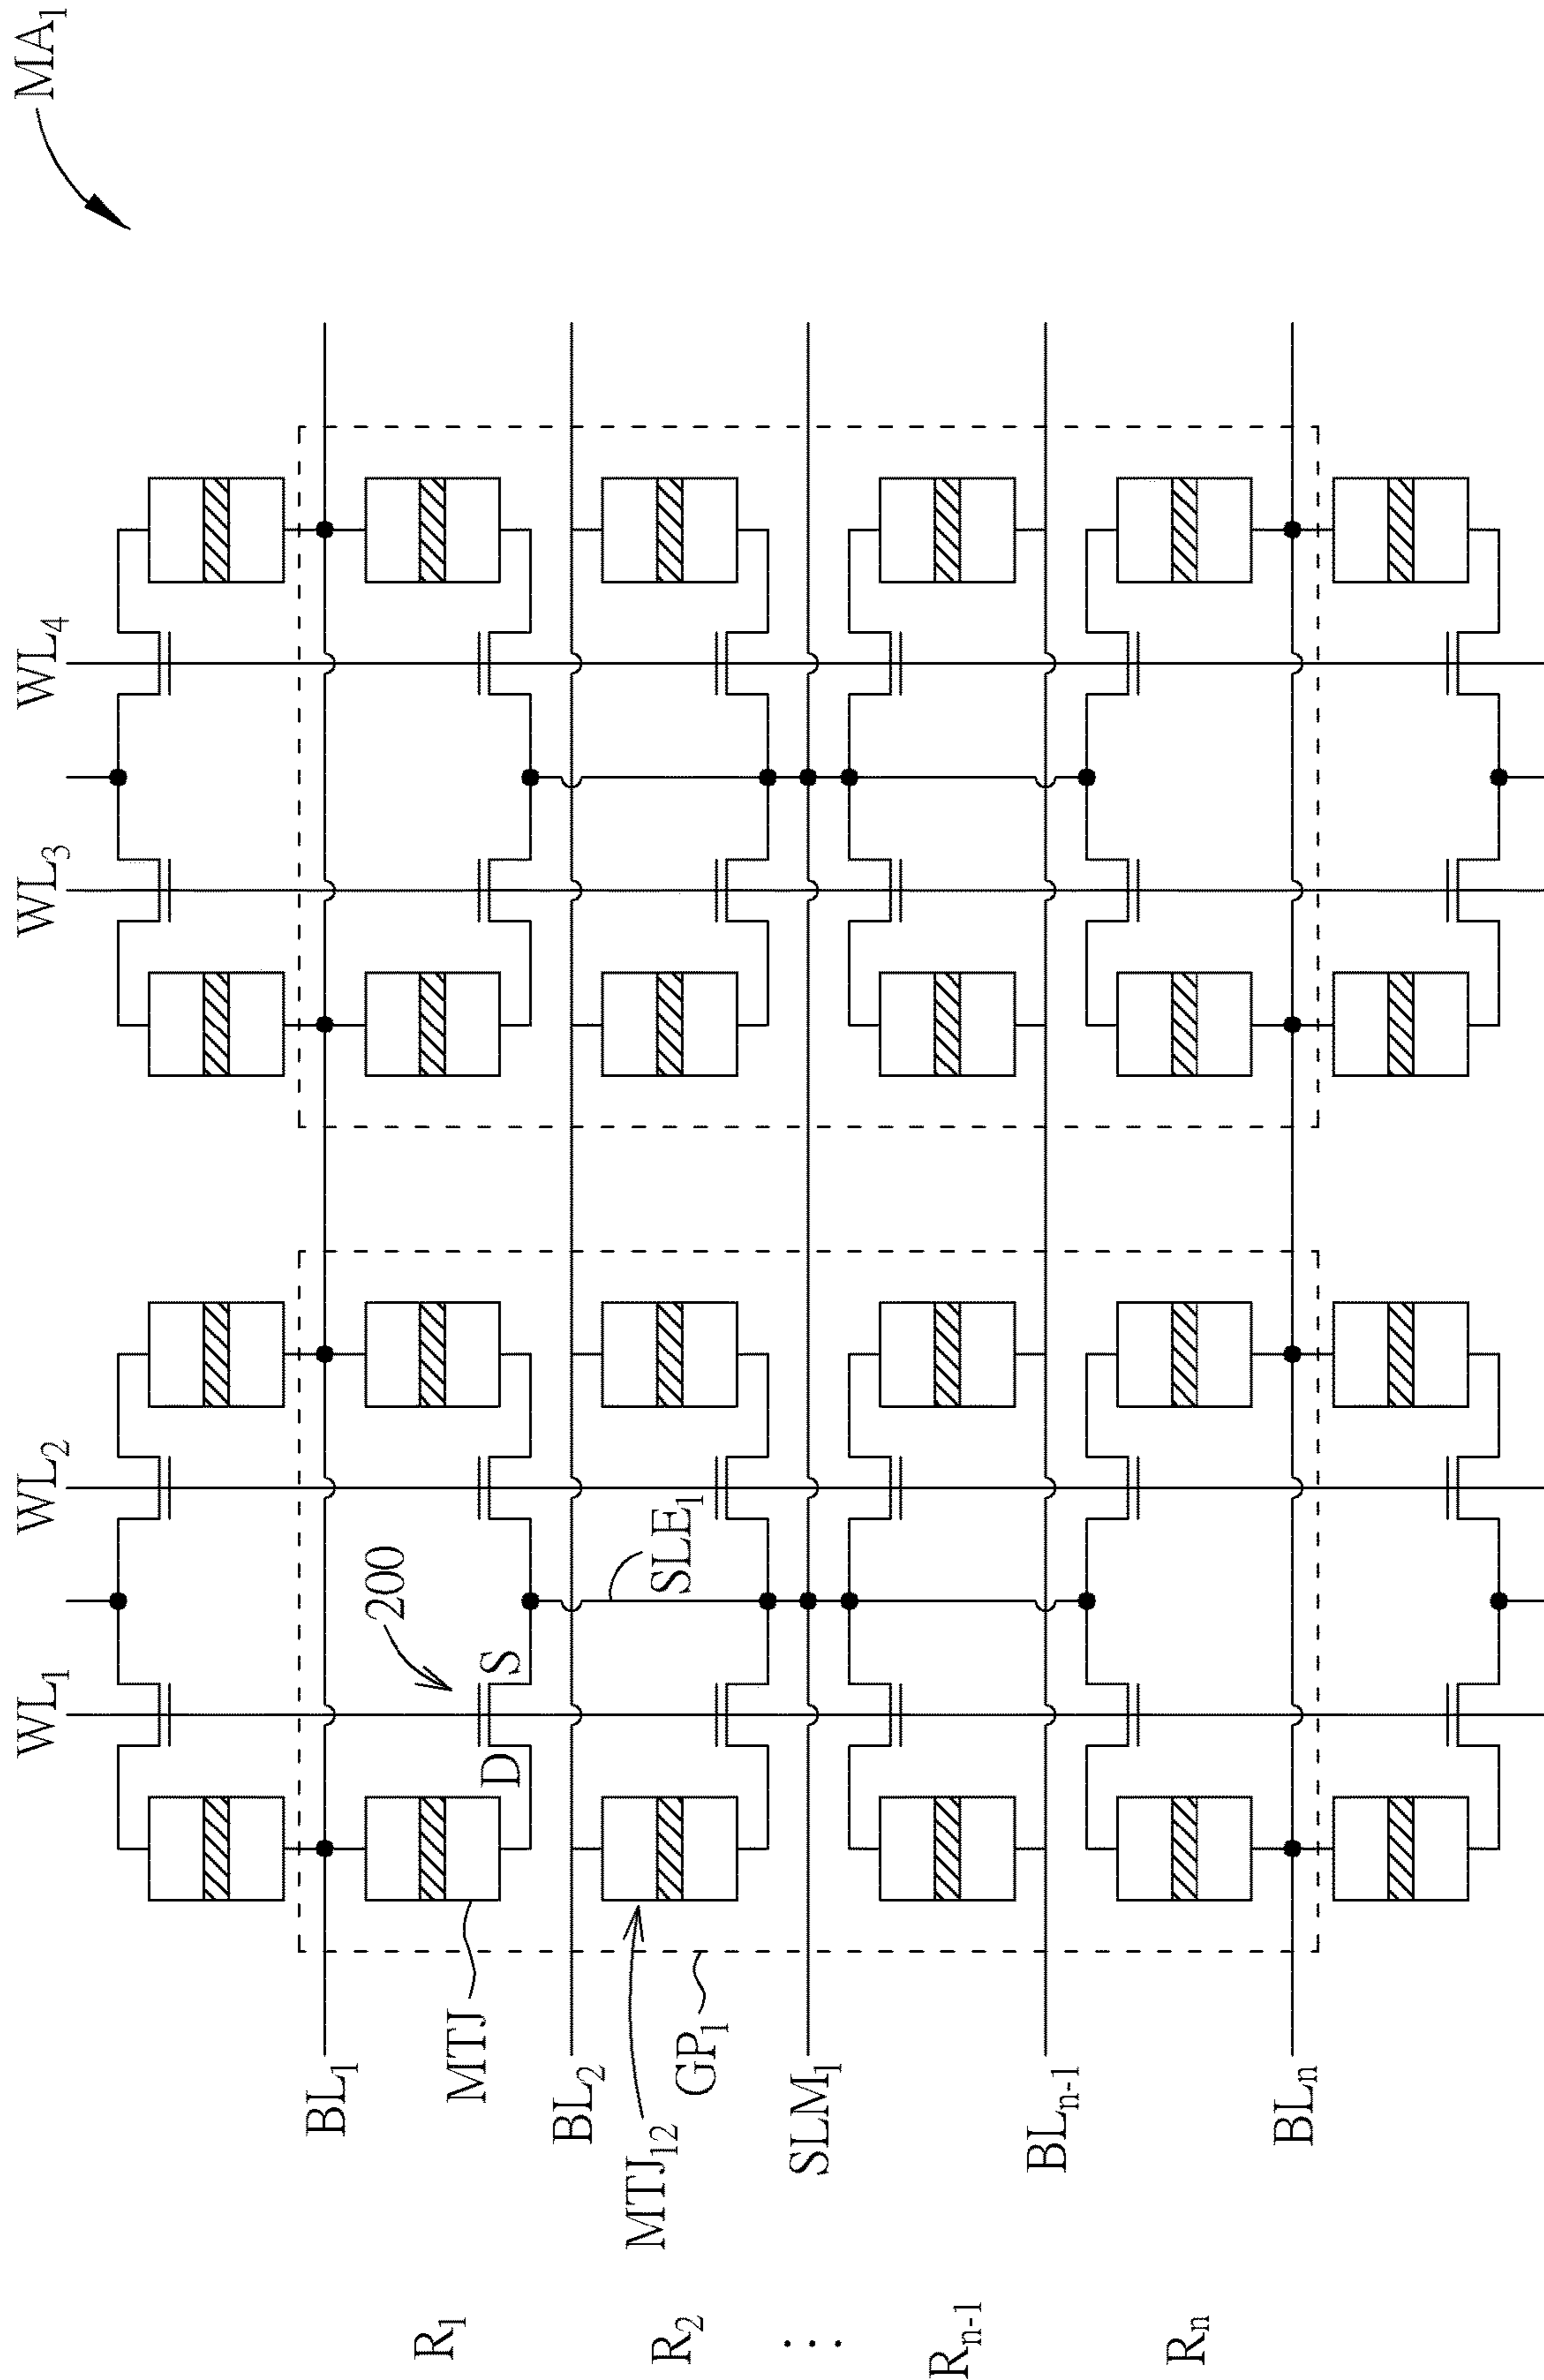 MA₁
WL₁
WL₂
WL₃
WL₄
BL₁
200
D
S
MTJ
R₁
BL₂
SLE₁
MTJ₁₂
R₂
GP₁
SLM₁
⋮
BLₙ₋₁
Rₙ₋₁
Rₙ
BLₙ